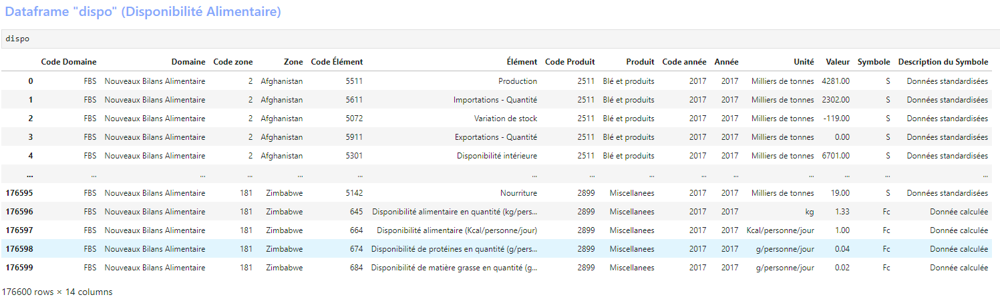 Dataframe "dispo" (Disponibilité Alimentaire)
dispo
Code Domaine Domaine Code zone Zone Code Élément Élément Code Produit Produit Code année Année Unité Valeur Symbole Description du Symbole
0 FBS Nouveaux Bilans Alimentaire 2 Afghanistan 5511 Production 2511 Blé et produits 2017 2017 Milliers de tonnes 4281.00 S Données standardisées
1 FBS Nouveaux Bilans Alimentaire 2 Afghanistan 5611 Importations - Quantité 2511 Blé et produits 2017 2017 Milliers de tonnes 2302.00 S Données standardisées
2 FBS Nouveaux Bilans Alimentaire 2 Afghanistan 5072 Variation de stock 2511 Blé et produits 2017 2017 Milliers de tonnes -119.00 S Données standardisées
3 FBS Nouveaux Bilans Alimentaire 2 Afghanistan 5911 Exportations - Quantité 2511 Blé et produits 2017 2017 Milliers de tonnes 0.00 S Données standardisées
4 FBS Nouveaux Bilans Alimentaire 2 Afghanistan 5301 Disponibilité intérieure 2511 Blé et produits 2017 2017 Milliers de tonnes 6701.00 S Données standardisées
... ... ... ... ... ... ... ... ... ... ... ... ... ... ...
176595 FBS Nouveaux Bilans Alimentaire 181 Zimbabwe 5142 Nourriture 2899 Miscellanees 2017 2017 Milliers de tonnes 19.00 S Données standardisées
176596 FBS Nouveaux Bilans Alimentaire 181 Zimbabwe 645 Disponibilité alimentaire en quantité (kg/pers... 2899 Miscellanees 2017 2017 kg 1.33 Fc Donnée calculée
176597 FBS Nouveaux Bilans Alimentaire 181 Zimbabwe 664 Disponibilité alimentaire (Kcal/personne/jour) 2899 Miscellanees 2017 2017 Kcal/personne/jour 1.00 Fc Donnée calculée
176598 FBS Nouveaux Bilans Alimentaire 181 Zimbabwe 674 Disponibilité de protéines en quantité (g/pers... 2899 Miscellanees 2017 2017 g/personne/jour 0.04 Fc Donnée calculée
176599 FBS Nouveaux Bilans Alimentaire 181 Zimbabwe 684 Disponibilité de matière grasse en quantité (g... 2899 Miscellanees 2017 2017 g/personne/jour 0.02 Fc Donnée calculée
176600 rows × 14 columns